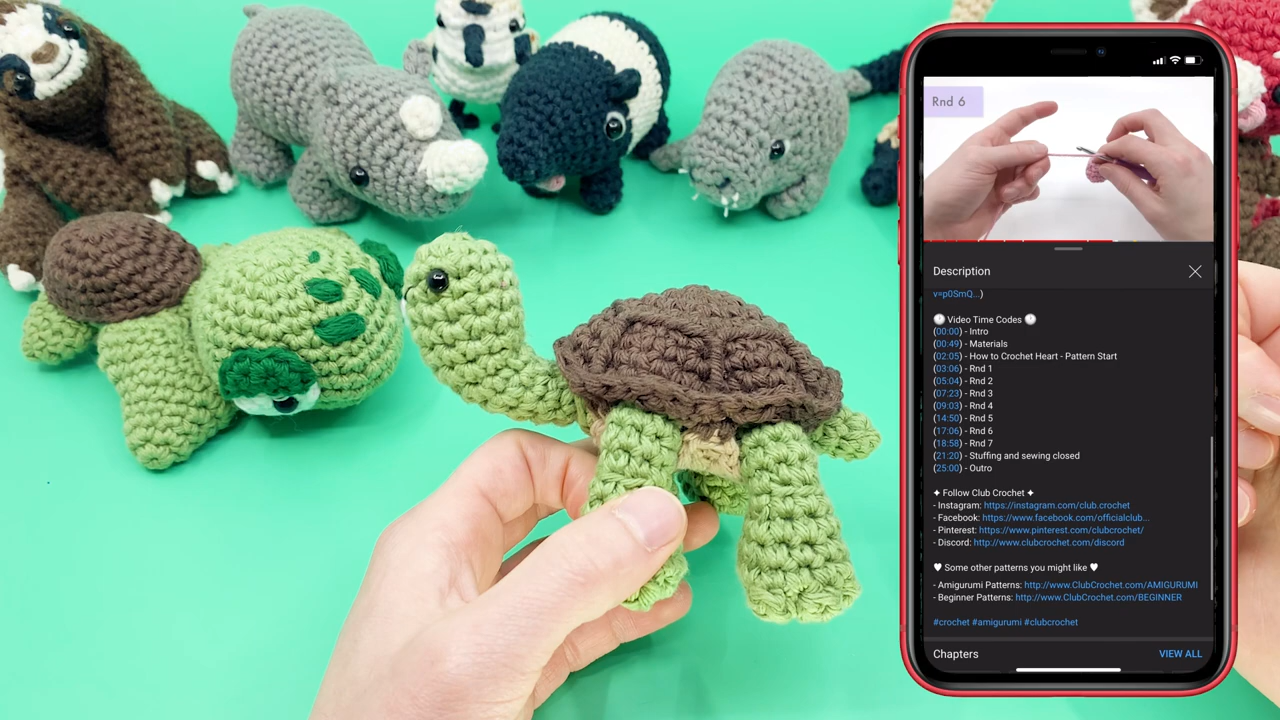 Rnd 6
Description
v=p0SmQ...)
🕛 Video Time Codes 🕛
(00:00) - Intro
(00:49) - Materials
(02:05) - How to Crochet Heart - Pattern Start
(03:06) - Rnd 1
(05:04) - Rnd 2
(07:23) - Rnd 3
(09:03) - Rnd 4
(14:50) - Rnd 5
(17:06) - Rnd 6
(18:58) - Rnd 7
(21:20) - Stuffing and sewing closed
(25:00) - Outro
✦ Follow Club Crochet ✦
- Instagram: https://instagram.com/club.crochet
- Facebook: https://www.facebook.com/officialclub...
- Pinterest: https://www.pinterest.com/clubcrochet/
- Discord: http://www.clubcrochet.com/discord
♥ Some other patterns you might like ♥
- Amigurumi Patterns: http://www.ClubCrochet.com/AMIGURUMI
- Beginner Patterns: http://www.ClubCrochet.com/BEGINNER
#crochet #amigurumi #clubcrochet
Chapters VIEW ALL